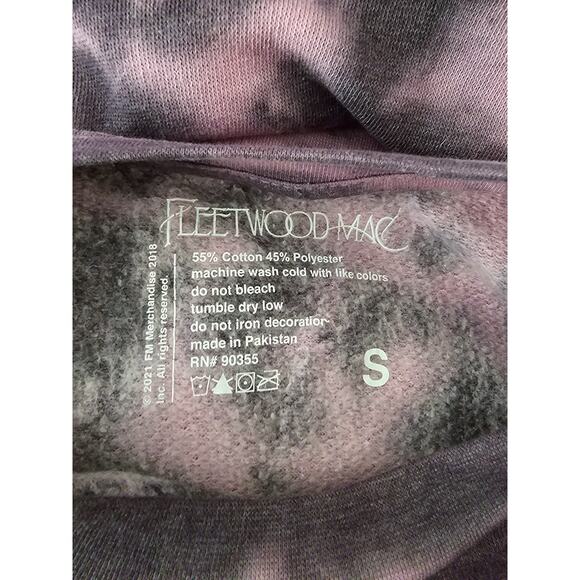 FLEETWOOD MAC
© 2021 FM Merchandise 2018
Inc. All rights reserved.
55% Cotton 45% Polyester
machine wash cold with like colors
do not bleach
tumble dry low
do not iron decoration
made in Pakistan
RN# 90355
S